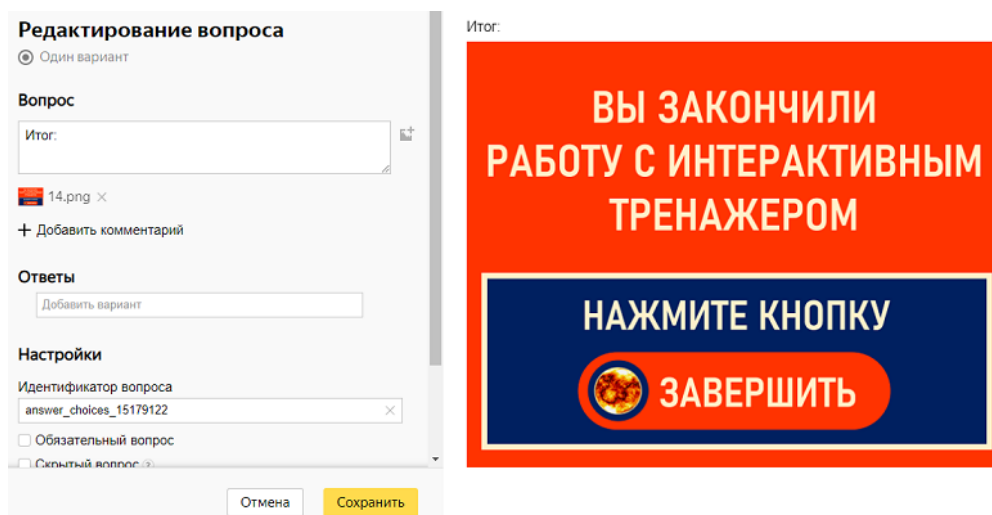 Редактирование вопроса
Один вариант
Вопрос
Итог:
14.png
Добавить комментарий
Ответы
Добавить вариант
Настройки
Идентификатор вопроса
answer_choices_15179122
Обязательный вопрос
Скрытый вопрос
Отмена
Сохранить
Итог:
ВЫ ЗАКОНЧИЛИ
РАБОТУ С ИНТЕРАКТИВНЫМ
ТРЕНАЖЕРОМ
НАЖМИТЕ КНОПКУ
ЗАВЕРШИТЬ